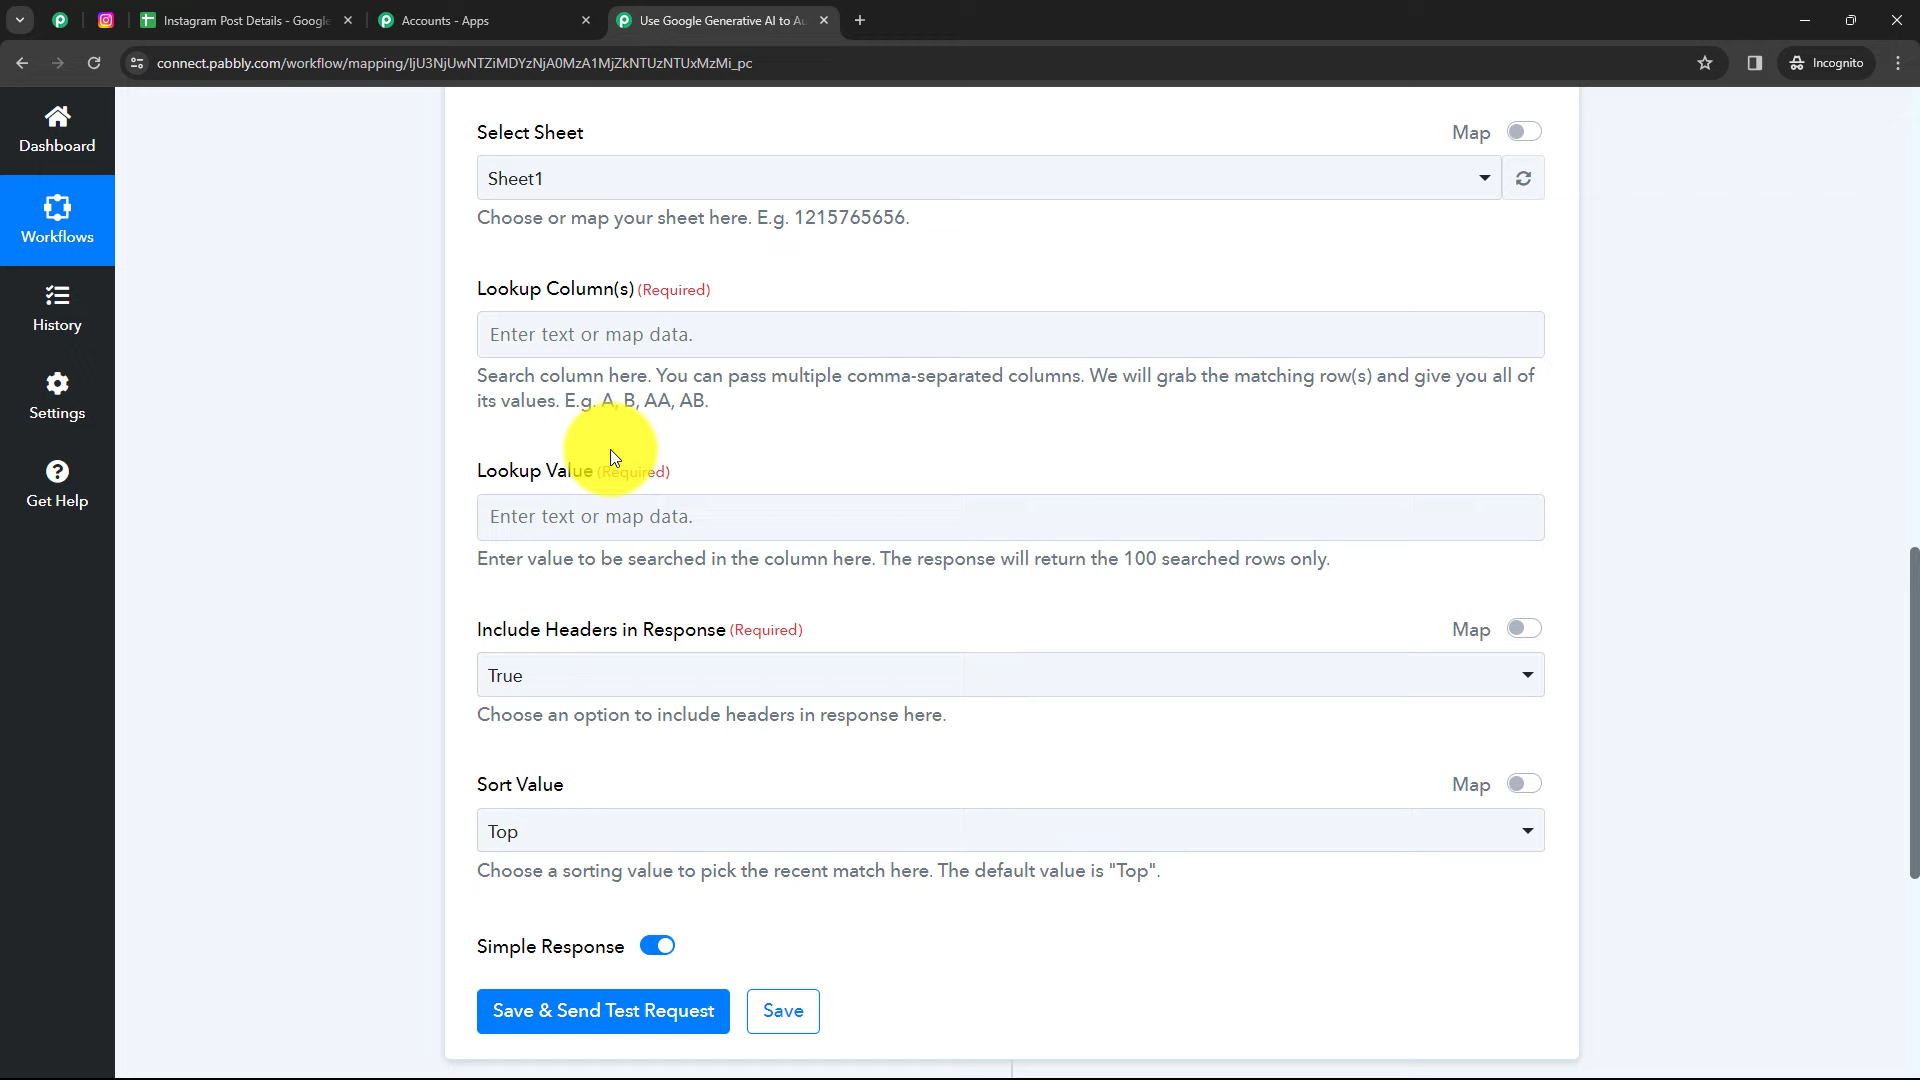 Instagram Post Details - Google
Accounts - Apps
Use Google Generative AI to Au
connect.pabbly.com/workflow/mapping/IjU3NjUwNTZiMDYzNjA0MzA1MjZkNTUzNTUxMzMi_pc
Incognito
Dashboard
Workflows
History
Settings
Get Help
Select Sheet
Map
Sheet1
Choose or map your sheet here. E.g. 1215765656.
Lookup Column(s) (Required)
Enter text or map data.
Search column here. You can pass multiple comma-separated columns. We will grab the matching row(s) and give you all of
its values. E.g. A, B, AA, AB.
Lookup Value (Required)
Enter text or map data.
Enter value to be searched in the column here. The response will return the 100 searched rows only.
Include Headers in Response (Required)
Map
True
Choose an option to include headers in response here.
Sort Value
Map
Top
Choose a sorting value to pick the recent match here. The default value is "Top".
Simple Response
Save & Send Test Request
Save